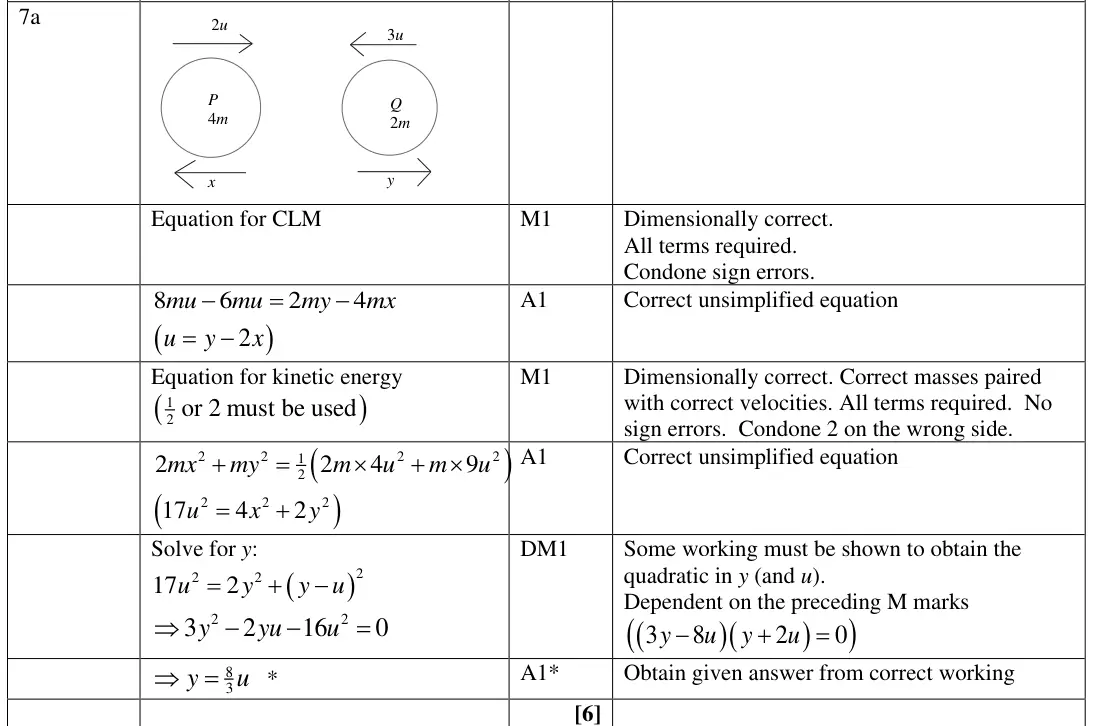 7a
2u
3u
P
4m
Q
2m
x
y
Equation for CLM
M1
Dimensionally correct.
All terms required.
Condone sign errors.
8mu − 6mu = 2my − 4mx
(u = y − 2x)
A1
Correct unsimplified equation
Equation for kinetic energy
(½ or 2 must be used)
M1
Dimensionally correct. Correct masses paired
with correct velocities. All terms required.  No
sign errors.  Condone 2 on the wrong side.
2mx² + my² = ½(2m × 4u² + m × 9u²)
(17u² = 4x² + 2y²)
A1
Correct unsimplified equation
Solve for y:
17u² = 2y² + (y − u)²
⇒ 3y² − 2yu − 16u² = 0
DM1
Some working must be shown to obtain the
quadratic in y (and u).
Dependent on the preceding M marks
((3y − 8u)(y + 2u) = 0)
⇒ y = 8/3 u  *
A1*
Obtain given answer from correct working
[6]